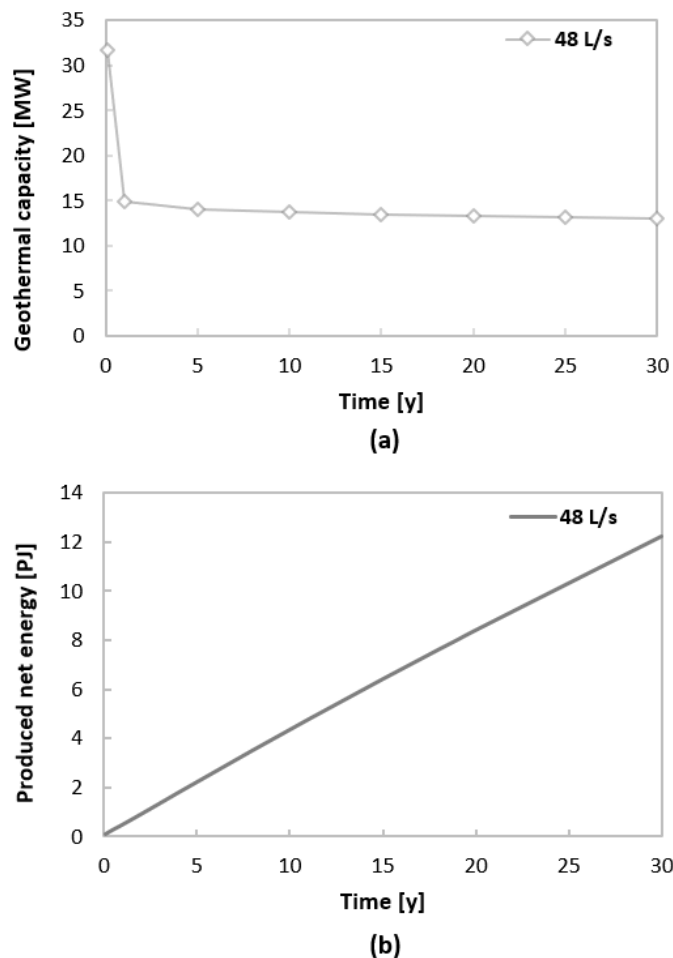 35
48 L/s
30
25
20
15
10
5
0
Geothermal capacity [MW]
0 5 10 15 20 25 30
Time [y]
(a)
14
48 L/s
12
10
8
6
4
2
0
Produced net energy [PJ]
0 5 10 15 20 25 30
Time [y]
(b)